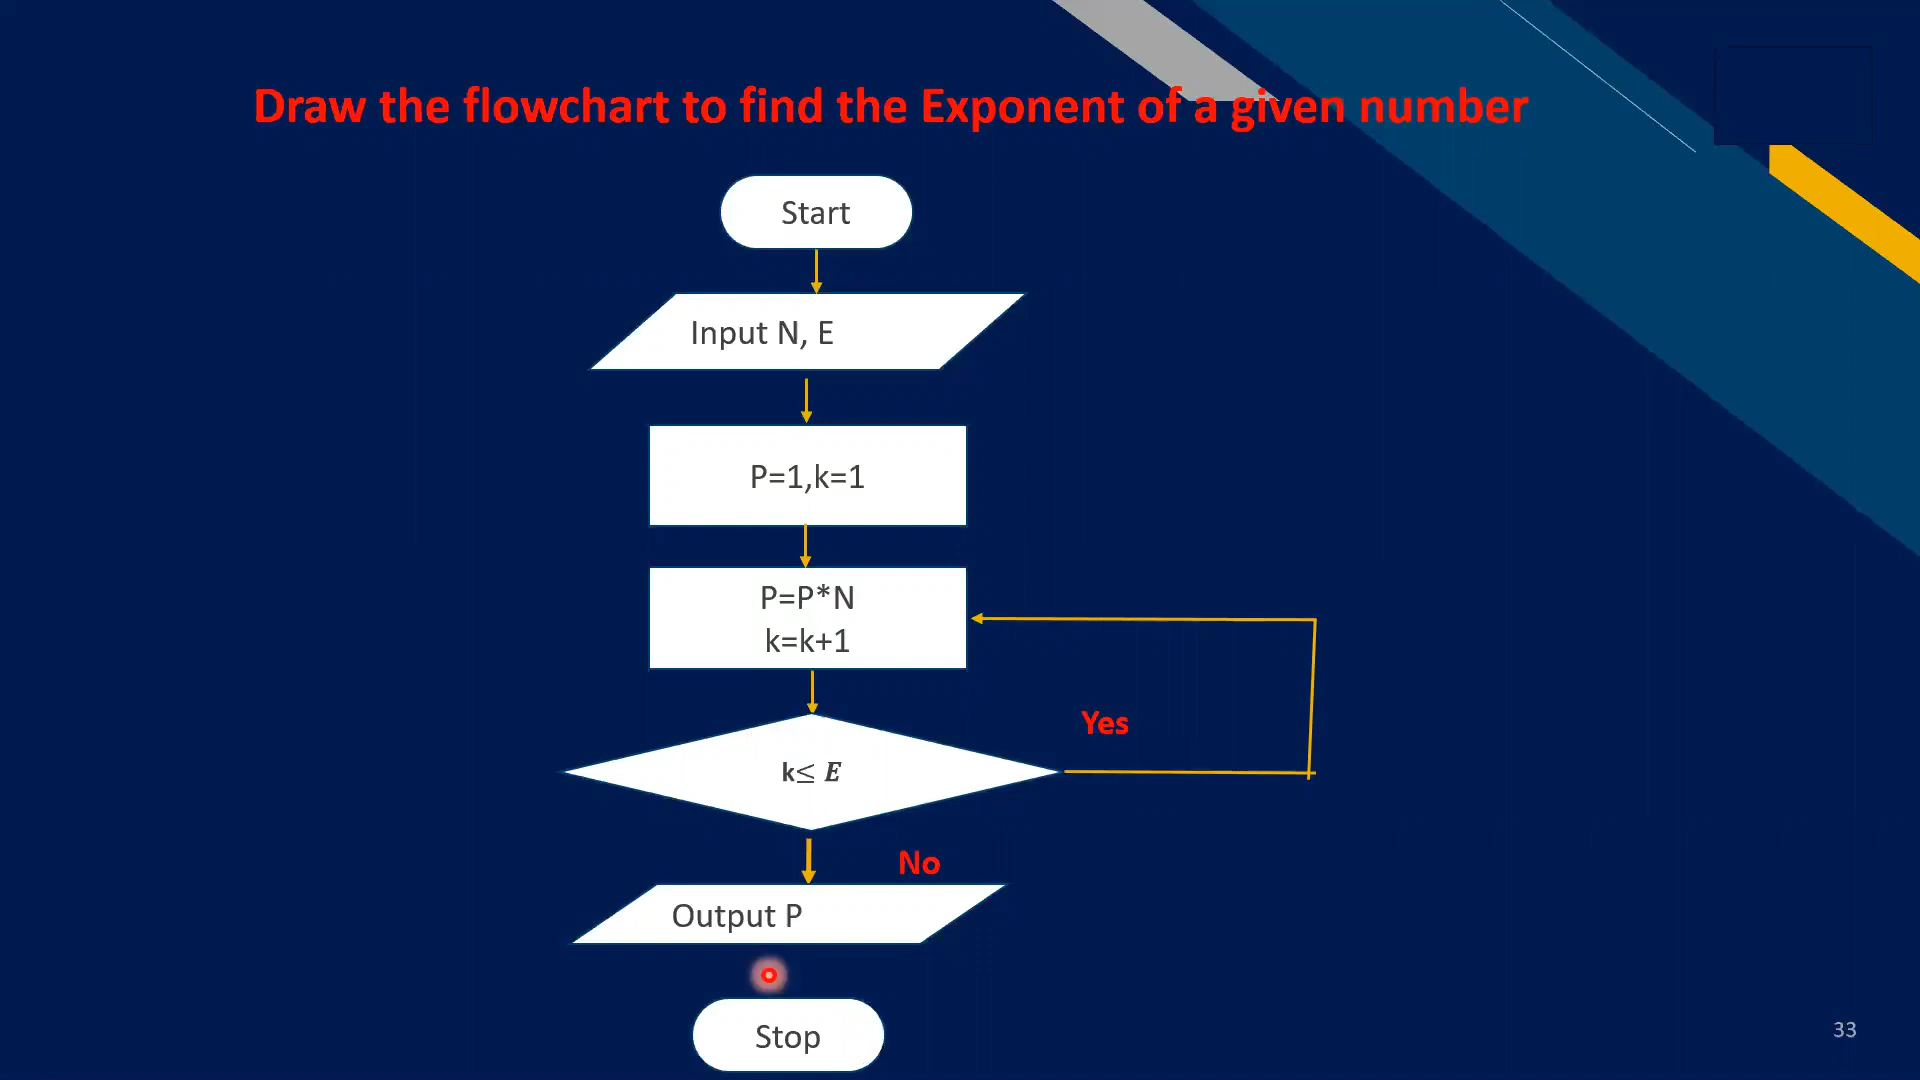 Draw the flowchart to find the Exponent of a given number
Start
Input N, E
P=1,k=1
P=P*N
k=k+1
Yes
k≤ E
No
Output P
Stop
33